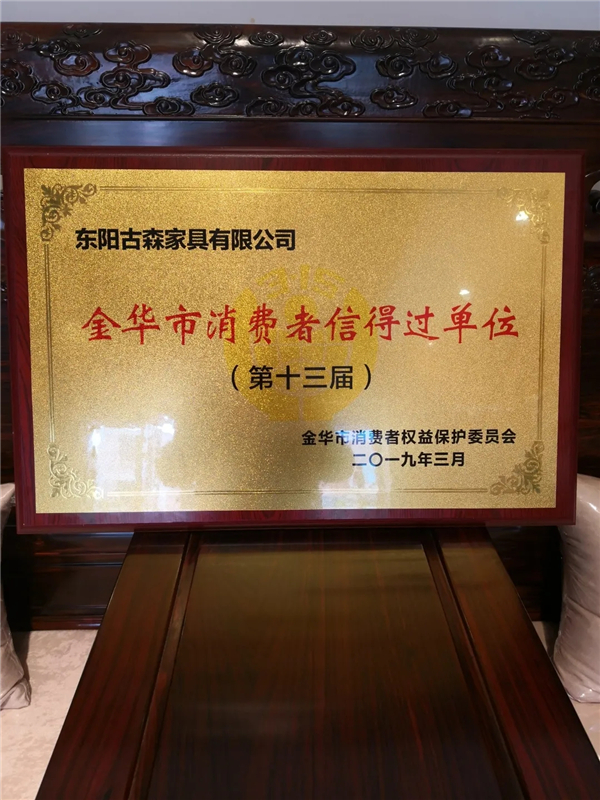 东阳古森家具有限公司
315
金华市消费者信得过单位
（第十三届）
金华市消费者权益保护委员会
二〇一九年三月